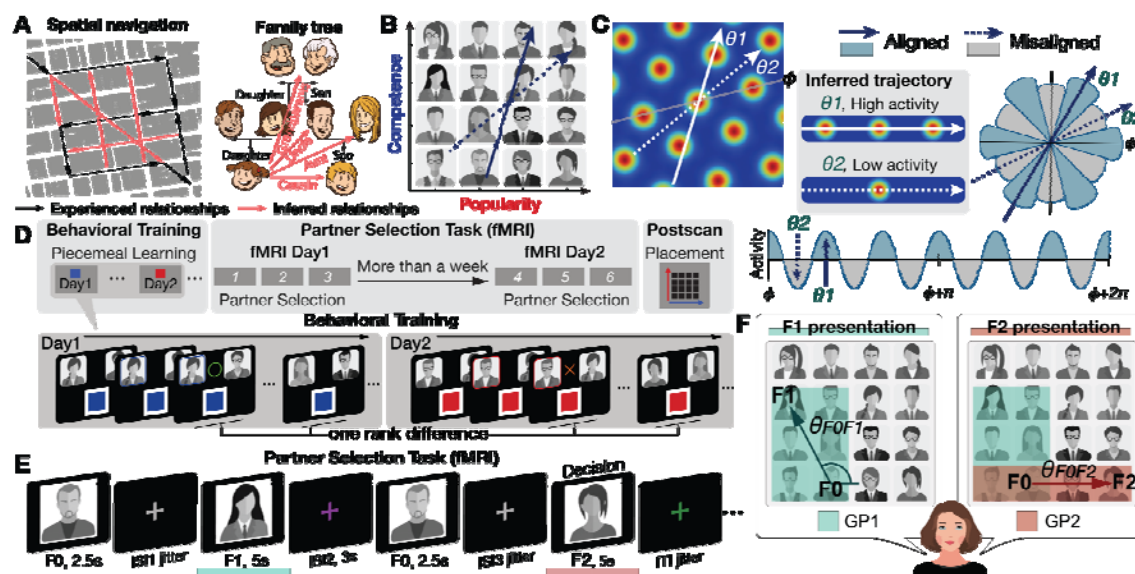 A
Spatial navigation
Family tree
Daughter
Son
Daughter
Son
Aunt
Cousin
Experienced relationships
Inferred relationships
B
Competence
Popularity
C
θ1
θ2
ϕ
Aligned
Misaligned
Inferred trajectory
θ1, High activity
θ2, Low activity
θ1
θ2
ϕ
Activity
θ2
θ1
ϕ
ϕ+π
ϕ+2π
D
Behavioral Training
Piecemeal Learning
Day1
...
Day2
Partner Selection Task (fMRI)
fMRI Day1
1 2 3
Partner Selection
More than a week
fMRI Day2
4 5 6
Partner Selection
Postscan
Placement
Behavioral Training
Day1
...
...
Day2
...
...
one rank difference
E
Partner Selection Task (fMRI)
Decision
F0, 2.5s
ISI1 jitter
F1, 5s
ISI2, 3s
F0, 2.5s
ISI3 jitter
F2, 5s
ITI jitter
...
F
F1 presentation
F1
θF0F1
F0
GP1
F2 presentation
θF0F2
F0
F2
GP2